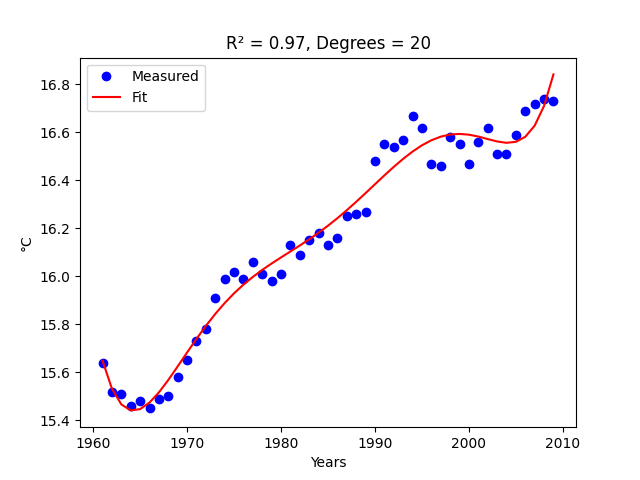 R² = 0.97, Degrees = 20
Measured
Fit
°C
16.8
16.6
16.4
16.2
16.0
15.8
15.6
15.4
1960 1970 1980 1990 2000 2010
Years